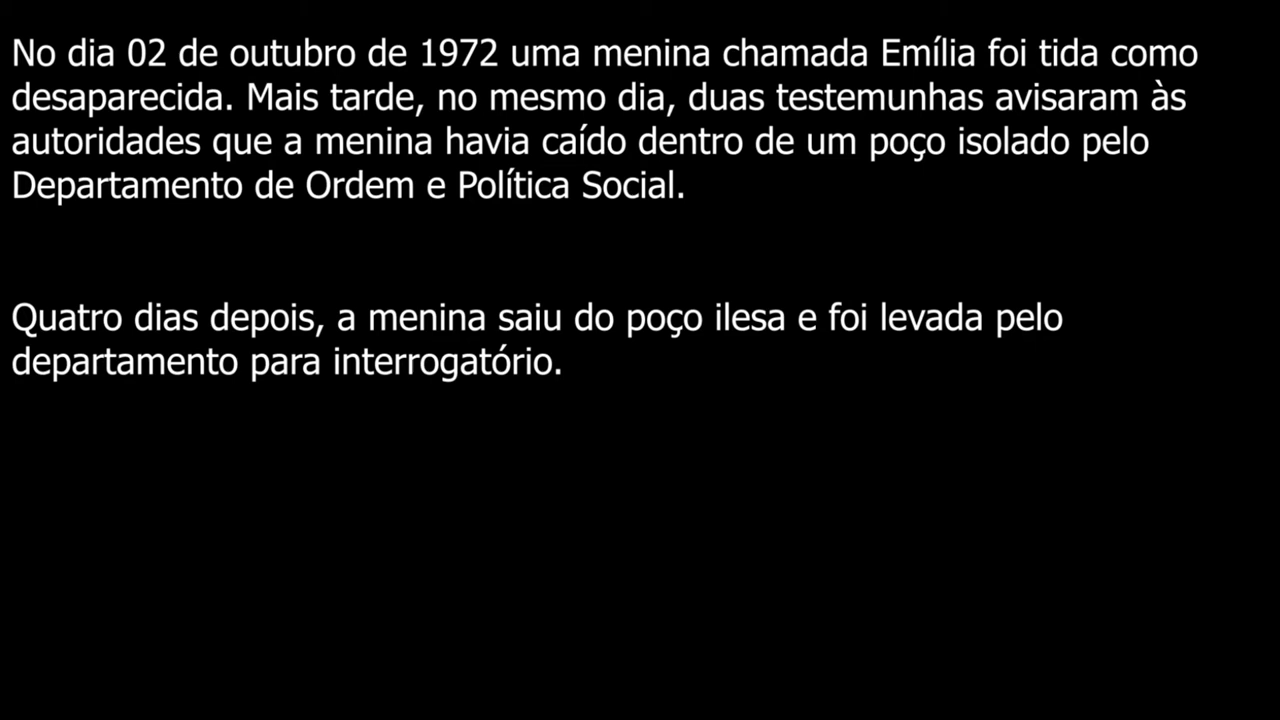 No dia 02 de outubro de 1972 uma menina chamada Emília foi tida como
desaparecida. Mais tarde, no mesmo dia, duas testemunhas avisaram às
autoridades que a menina havia caído dentro de um poço isolado pelo
Departamento de Ordem e Política Social.
Quatro dias depois, a menina saiu do poço ilesa e foi levada pelo
departamento para interrogatório.